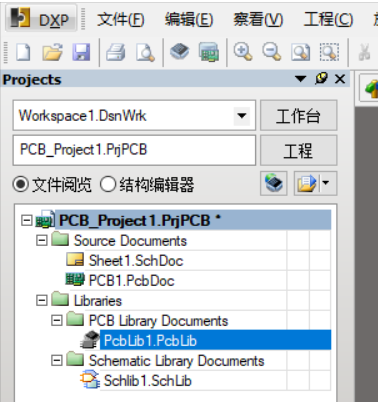 DXP 文件(F) 编辑(E) 察看(V) 工程(C)
Projects
Workspace1.DsnWrk 工作台
PCB_Project1.PrjPCB 工程
文件阅览 结构编辑器
PCB_Project1.PrjPCB *
Source Documents
Sheet1.SchDoc
PCB1.PcbDoc
Libraries
PCB Library Documents
PcbLib1.PcbLib
Schematic Library Documents
Schlib1.SchLib